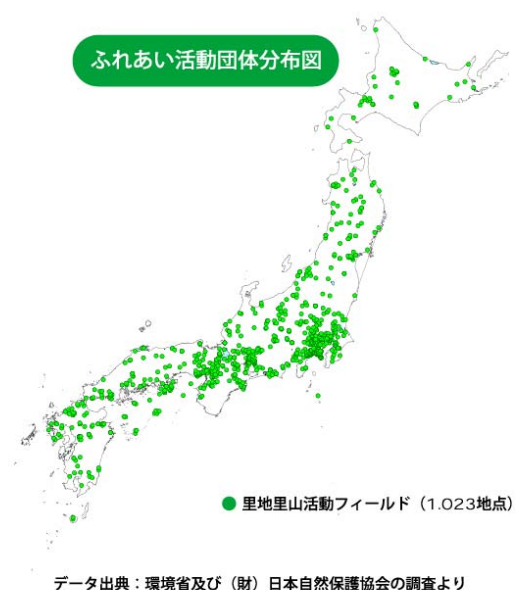 ふれあい活動団体分布図
里地里山活動フィールド（1.023地点）
データ出典：環境省及び（財）日本自然保護協会の調査より